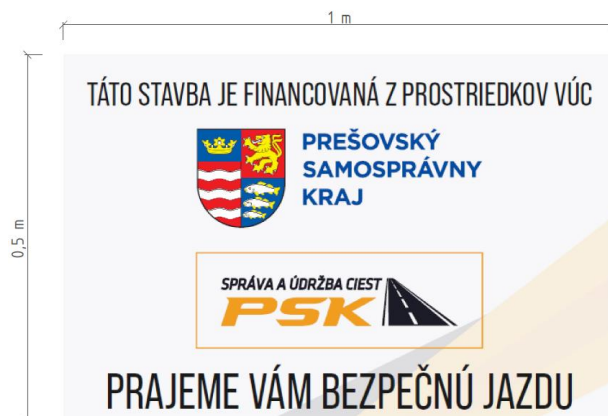 1 m
0,5 m
TÁTO STAVBA JE FINANCOVANÁ Z PROSTRIEDKOV VÚC
PREŠOVSKÝ
SAMOSPRÁVNY
KRAJ
SPRÁVA A ÚDRŽBA CIEST
PSK
PRAJEME VÁM BEZPEČNÚ JAZDU